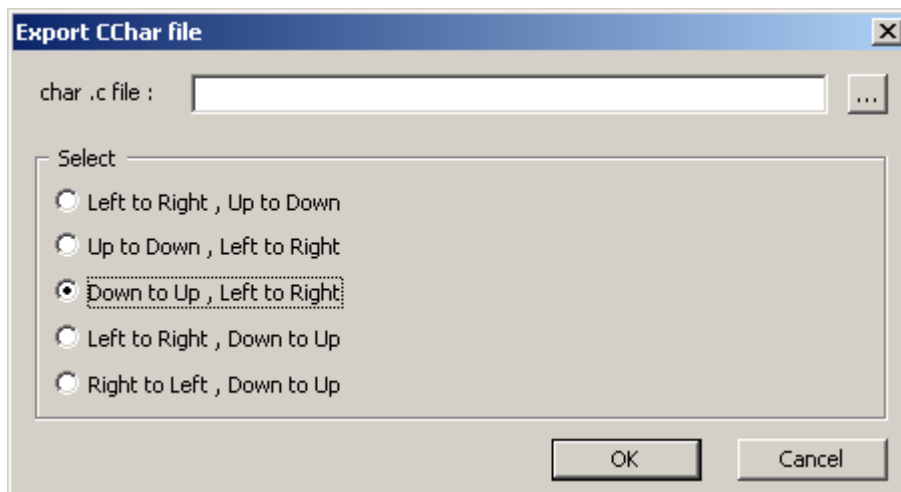 Export CChar file
char .c file :
...
Select
Left to Right , Up to Down
Up to Down , Left to Right
Down to Up , Left to Right
Left to Right , Down to Up
Right to Left , Down to Up
OK Cancel